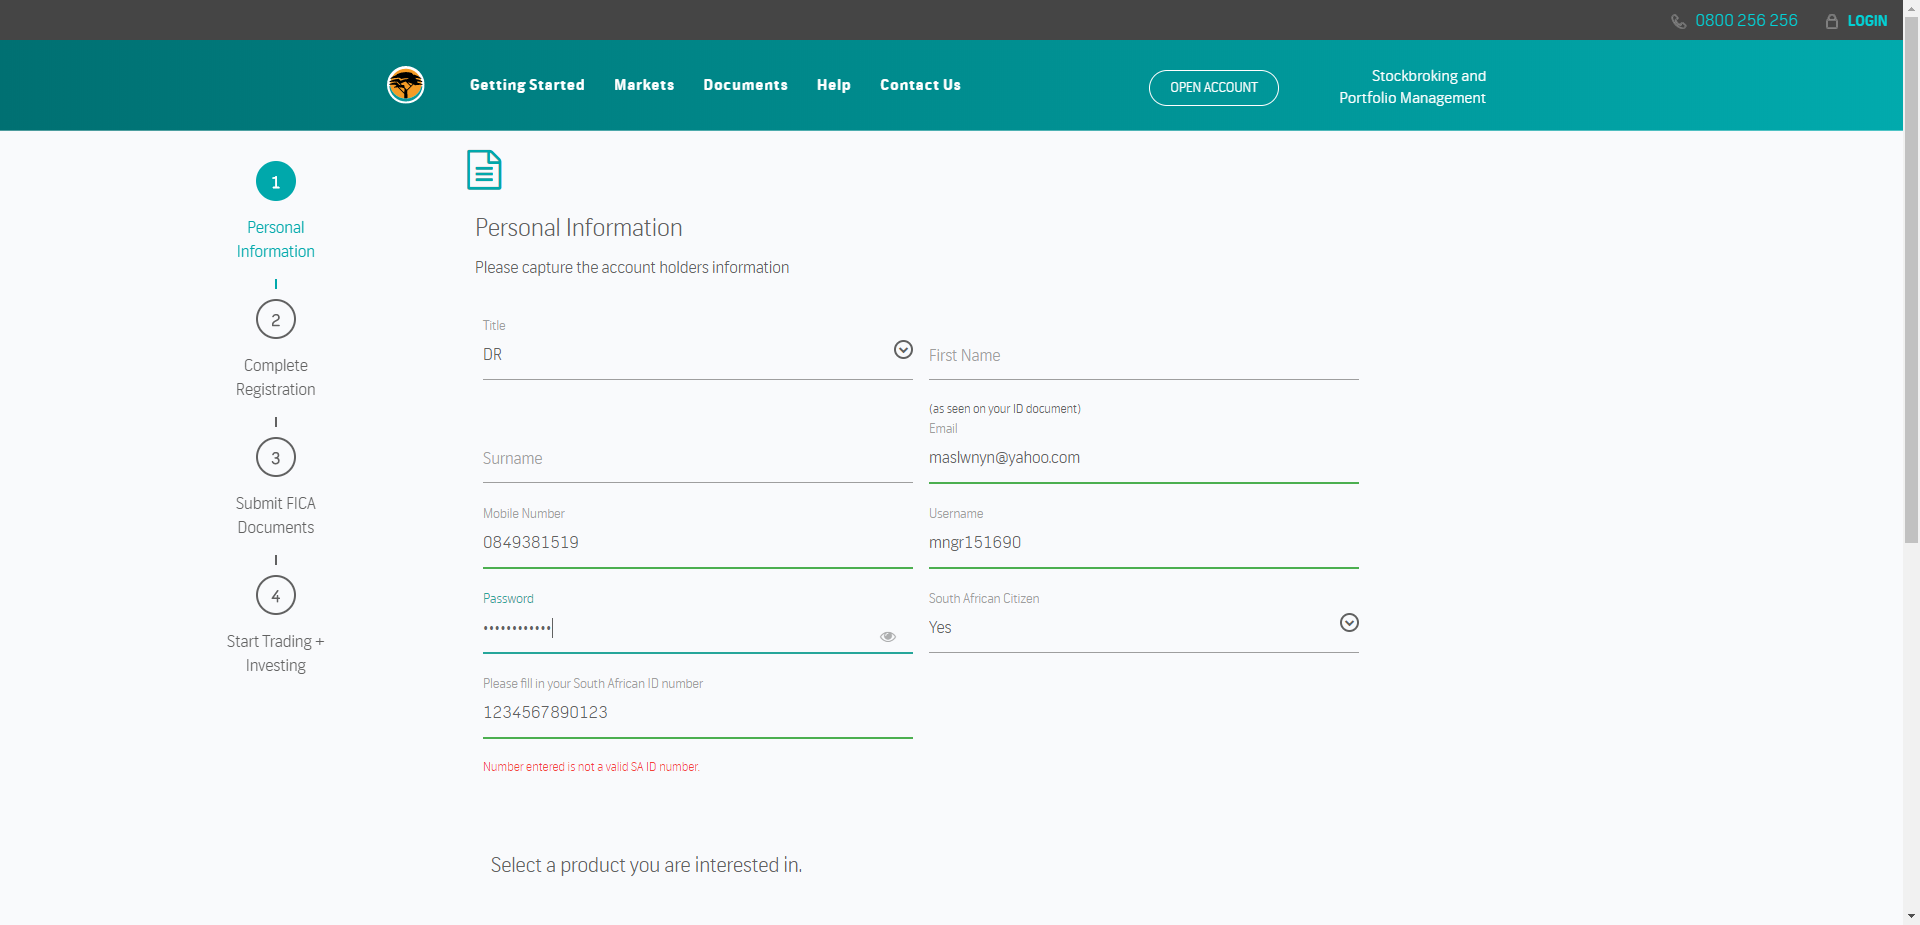 0800 256 256
LOGIN
Getting Started
Markets
Documents
Help
Contact Us
OPEN ACCOUNT
Stockbroking and
Portfolio Management
1
Personal
Information
2
Complete
Registration
3
Submit FICA
Documents
4
Start Trading +
Investing
Personal Information
Please capture the account holders information
Title
DR
First Name
(as seen on your ID document)
Surname
Email
maslwnyn@yahoo.com
Mobile Number
0849381519
Username
mngr151690
Password
••••••••••••
South African Citizen
Yes
Please fill in your South African ID number
1234567890123
Number entered is not a valid SA ID number.
Select a product you are interested in.